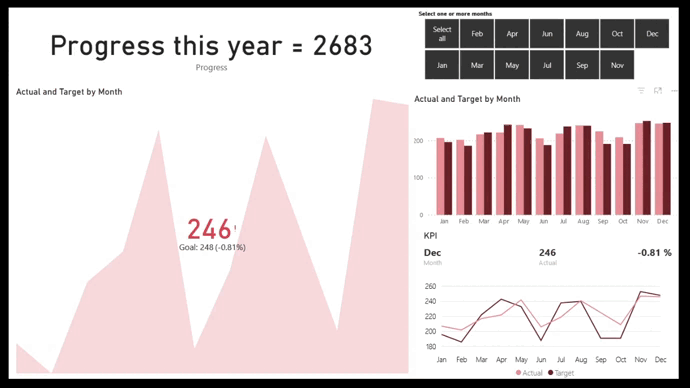 Select one or more months
Select all
Feb
Apr
Jun
Aug
Oct
Dec
Jan
Mar
May
Jul
Sep
Nov
Progress this year = 2683
Progress
Actual and Target by Month
246
Goal: 248 (-0.81%)
Actual and Target by Month
200
100
0
Jan Feb Mar Apr May Jun Jul Aug Sep Oct Nov Dec
KPI
Dec 246 -0.81 %
Month Actual
260
240
220
200
180
Jan Feb Mar Apr May Jun Jul Aug Sep Oct Nov Dec
Actual Target